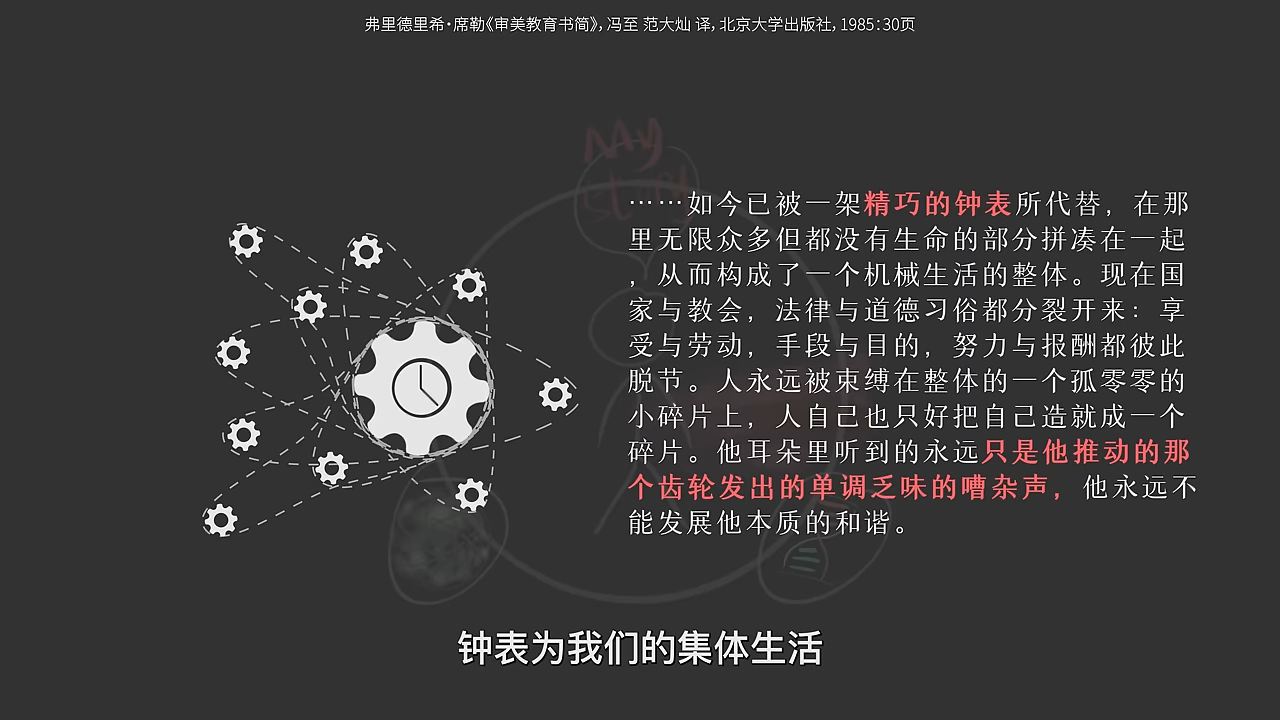 弗里德里希·席勒《审美教育书简》，冯至 范大灿 译，北京大学出版社，1985：30页
My
study
……如今已被一架精巧的钟表所代替，在那
里无限众多但都没有生命的部分拼凑在一起
，从而构成了一个机械生活的整体。现在国
家与教会，法律与道德习俗都分裂开来：享
受与劳动，手段与目的，努力与报酬都彼此
脱节。人永远被束缚在整体的一个孤零零的
小碎片上，人自己也只好把自己造就成一个
碎片。他耳朵里听到的永远只是他推动的那
个齿轮发出的单调乏味的嘈杂声，他永远不
能发展他本质的和谐。
钟表为我们的集体生活